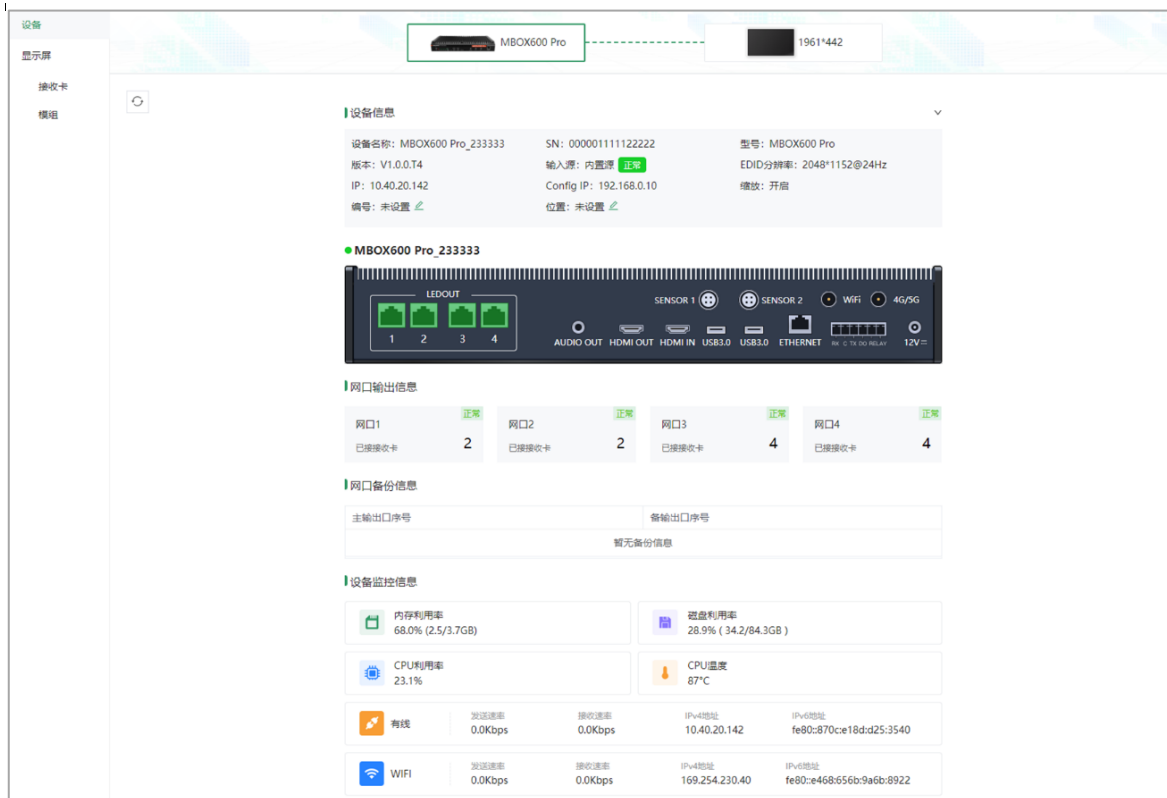 设备
显示屏
接收卡
模组
MBOX600 Pro
1961*442
设备信息
设备名称：MBOX600 Pro_233333 SN：000001111122222 型号：MBOX600 Pro
版本：V1.0.0.T4 输入源：内置源 正常 EDID分辨率：2048*1152@24Hz
IP：10.40.20.142 Config IP：192.168.0.10 缩放：开启
编号：未设置 位置：未设置
MBOX600 Pro_233333
LEDOUT
1 2 3 4
SENSOR 1 SENSOR 2 WiFi 4G/5G
AUDIO OUT HDMI OUT HDMI IN USB3.0 USB3.0 ETHERNET RX C TX DO RELAY 12V
网口输出信息
网口1 正常 网口2 正常 网口3 正常 网口4 正常
已接接收卡 2 已接接收卡 2 已接接收卡 4 已接接收卡 4
网口备份信息
主输出口序号 备输出口序号
暂无备份信息
设备监控信息
内存利用率 磁盘利用率
68.0% (2.5/3.7GB) 28.9% ( 34.2/84.3GB )
CPU利用率 CPU温度
23.1% 87°C
有线 发送速率 接收速率 IPv4地址 IPv6地址
0.0Kbps 0.0Kbps 10.40.20.142 fe80::870c:e18d:d25:3540
WIFI 发送速率 接收速率 IPv4地址 IPv6地址
0.0Kbps 0.0Kbps 169.254.230.40 fe80::e468:656b:9a6b:8922